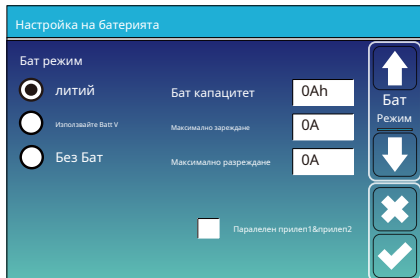 Настройка на батерията
Бат режим
литий
Бат капацитет
0Ah
Използвайте Batt V
Максимално зареждане
0A
Без Бат
Максимално разреждане
0A
Паралелен прилеп1&прилеп2
Бат
Режим